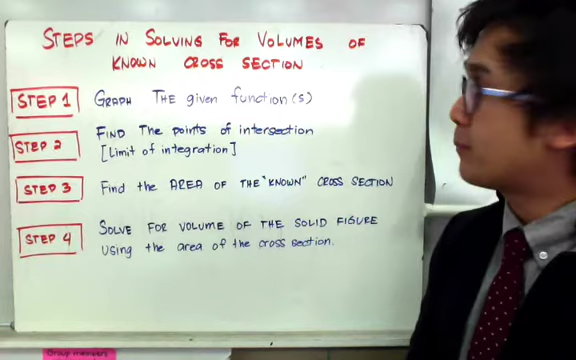 STEPS IN SOLVING FOR VOLUMES OF
KNOWN CROSS SECTION
STEP 1
GRAPH THE given function(s)
STEP 2
FIND The points of intersection
[Limit of integration]
STEP 3
Find the AREA OF THE "KNOWN" CROSS SECTION
STEP 4
SOLVE FOR VOLUME OF THE SOLID FIGURE
Using the area of the cross section.
Group members